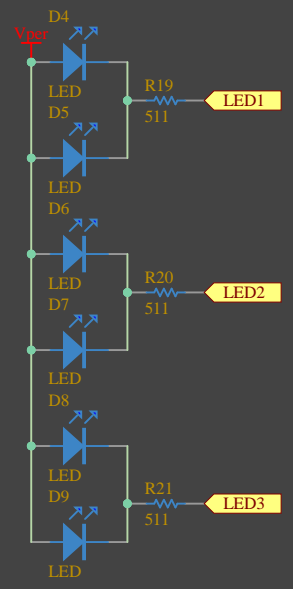 D4
Vper
R19
LED
LED1
D5
511
LED
D6
R20
LED
LED2
D7
511
LED
D8
R21
LED
D9
LED3
511
LED